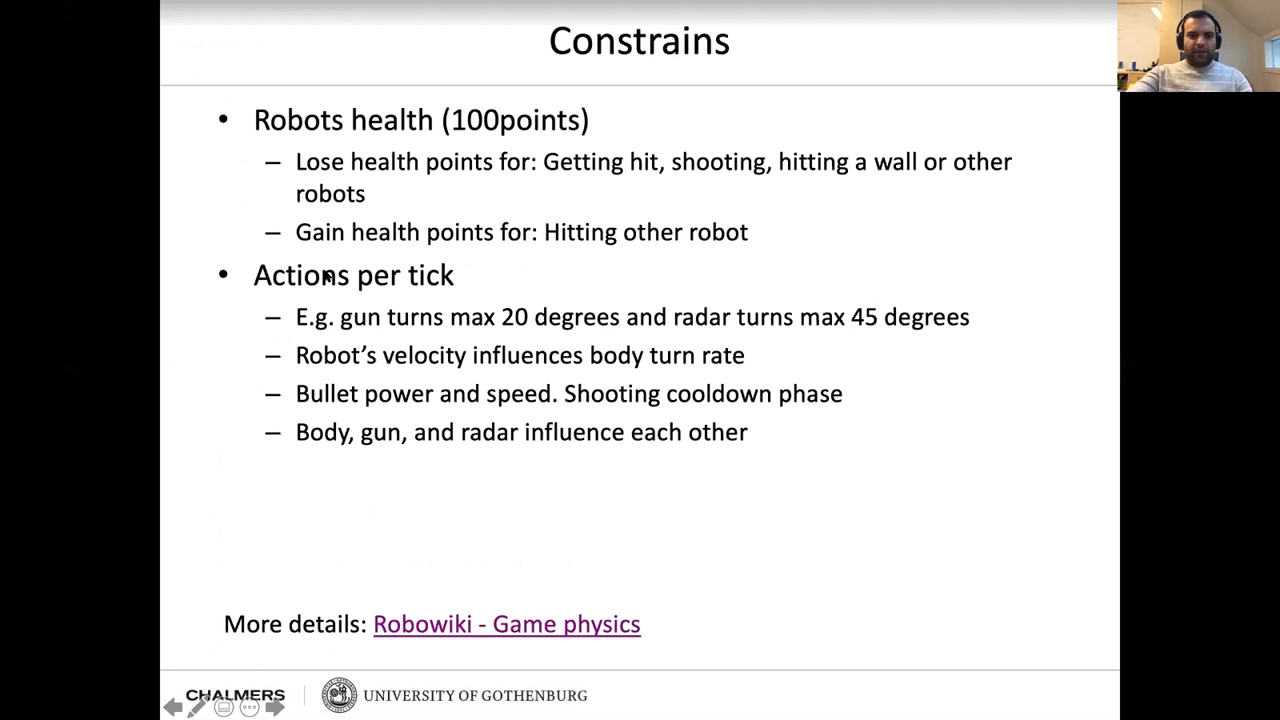 Constrains
• Robots health (100points)
– Lose health points for: Getting hit, shooting, hitting a wall or other
robots
– Gain health points for: Hitting other robot
• Actions per tick
– E.g. gun turns max 20 degrees and radar turns max 45 degrees
– Robot's velocity influences body turn rate
– Bullet power and speed. Shooting cooldown phase
– Body, gun, and radar influence each other
More details: Robowiki - Game physics
CHALMERS
UNIVERSITY OF GOTHENBURG